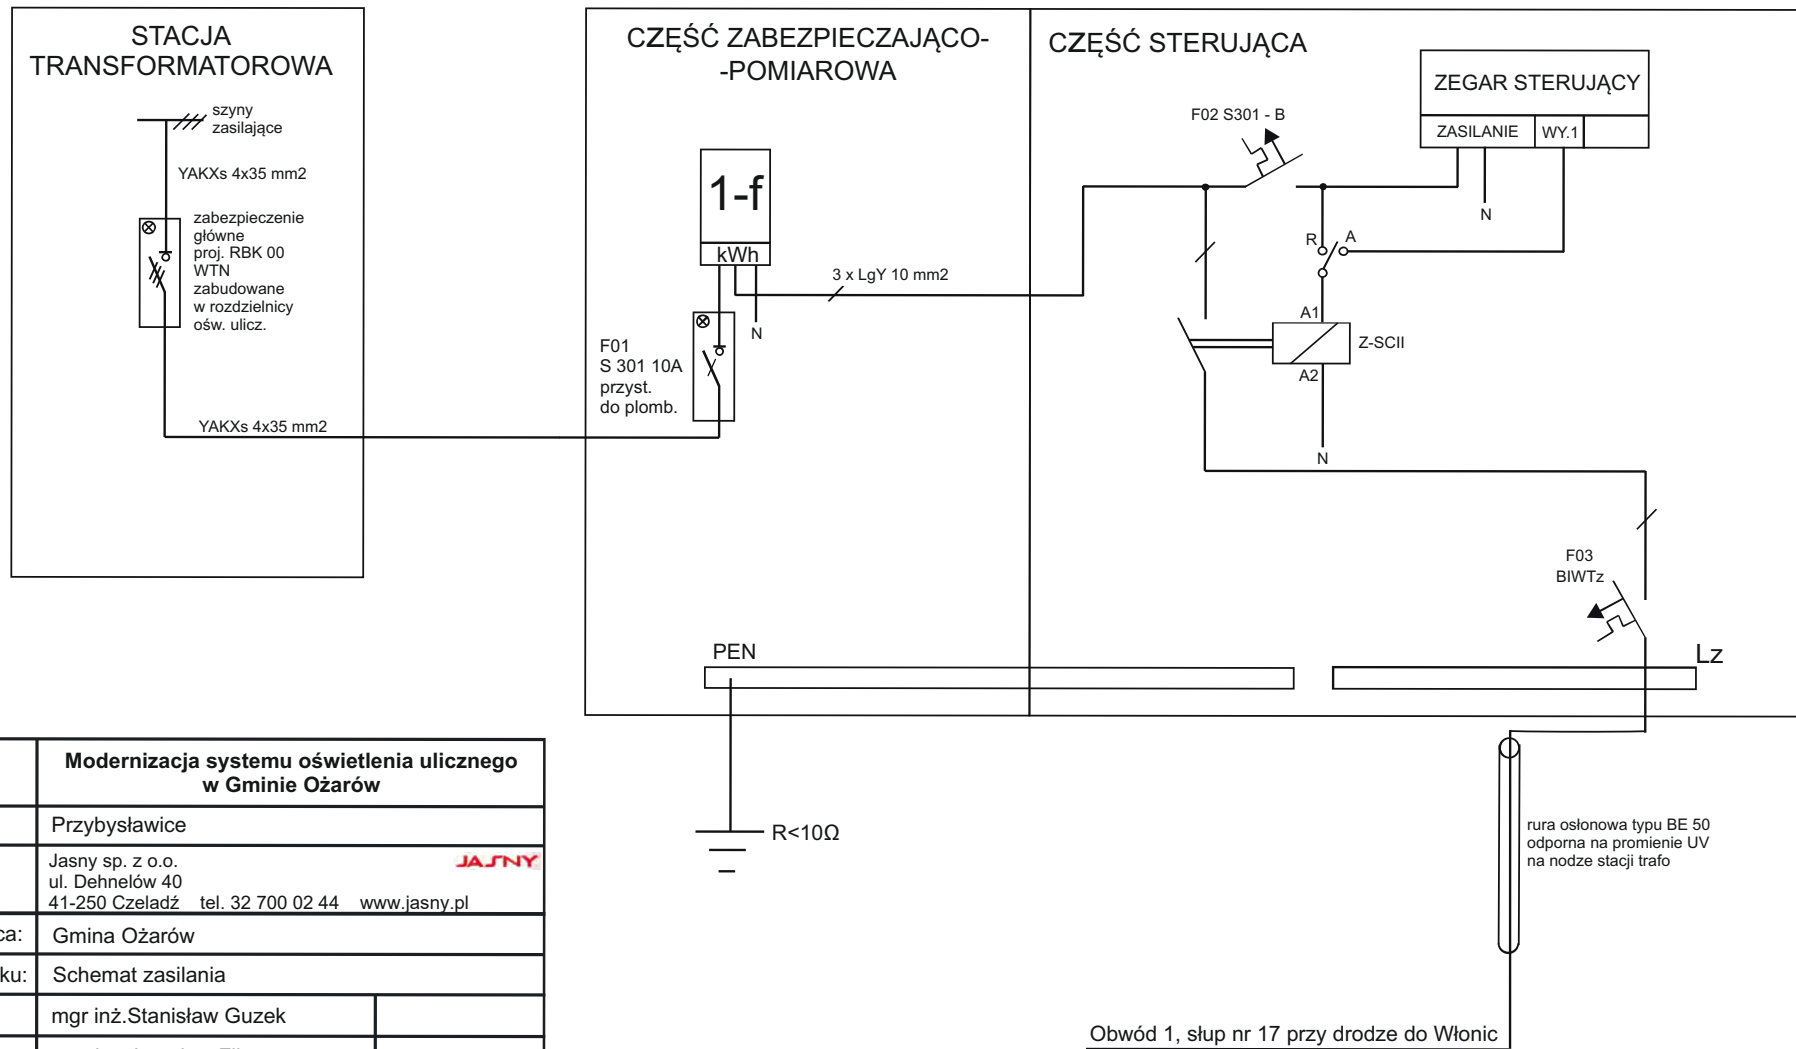 STACJA
TRANSFORMATOROWA
szyny
zasilające
YAKXs 4x35 mm2
zabezpieczenie
główne
proj. RBK 00
WTN
zabudowane
w rozdzielnicy
ośw. ulicz.
YAKXs 4x35 mm2
CZĘŚĆ ZABEZPIECZAJĄCO-
-POMIAROWA
1-f
kWh
N
F01
S 301 10A
przyst.
do plomb.
3 x LgY 10 mm2
CZĘŚĆ STERUJĄCA
F02 S301 - B
ZEGAR STERUJĄCY
ZASILANIE
WY.1
N
R
A
A1
Z-SCII
A2
N
F03
BIWTz
PEN
Lz
R<10Ω
rura osłonowa typu BE 50
odporna na promienie UV
na nodze stacji trafo
Obwód 1, słup nr 17 przy drodze do Włonic
Modernizacja systemu oświetlenia ulicznego
w Gminie Ożarów
Przybysławice
Jasny sp. z o.o.
JASNY
ul. Dehnelów 40
41-250 Czeladź tel. 32 700 02 44 www.jasny.pl
ca: Gmina Ożarów
ku: Schemat zasilania
mgr inż.Stanisław Guzek